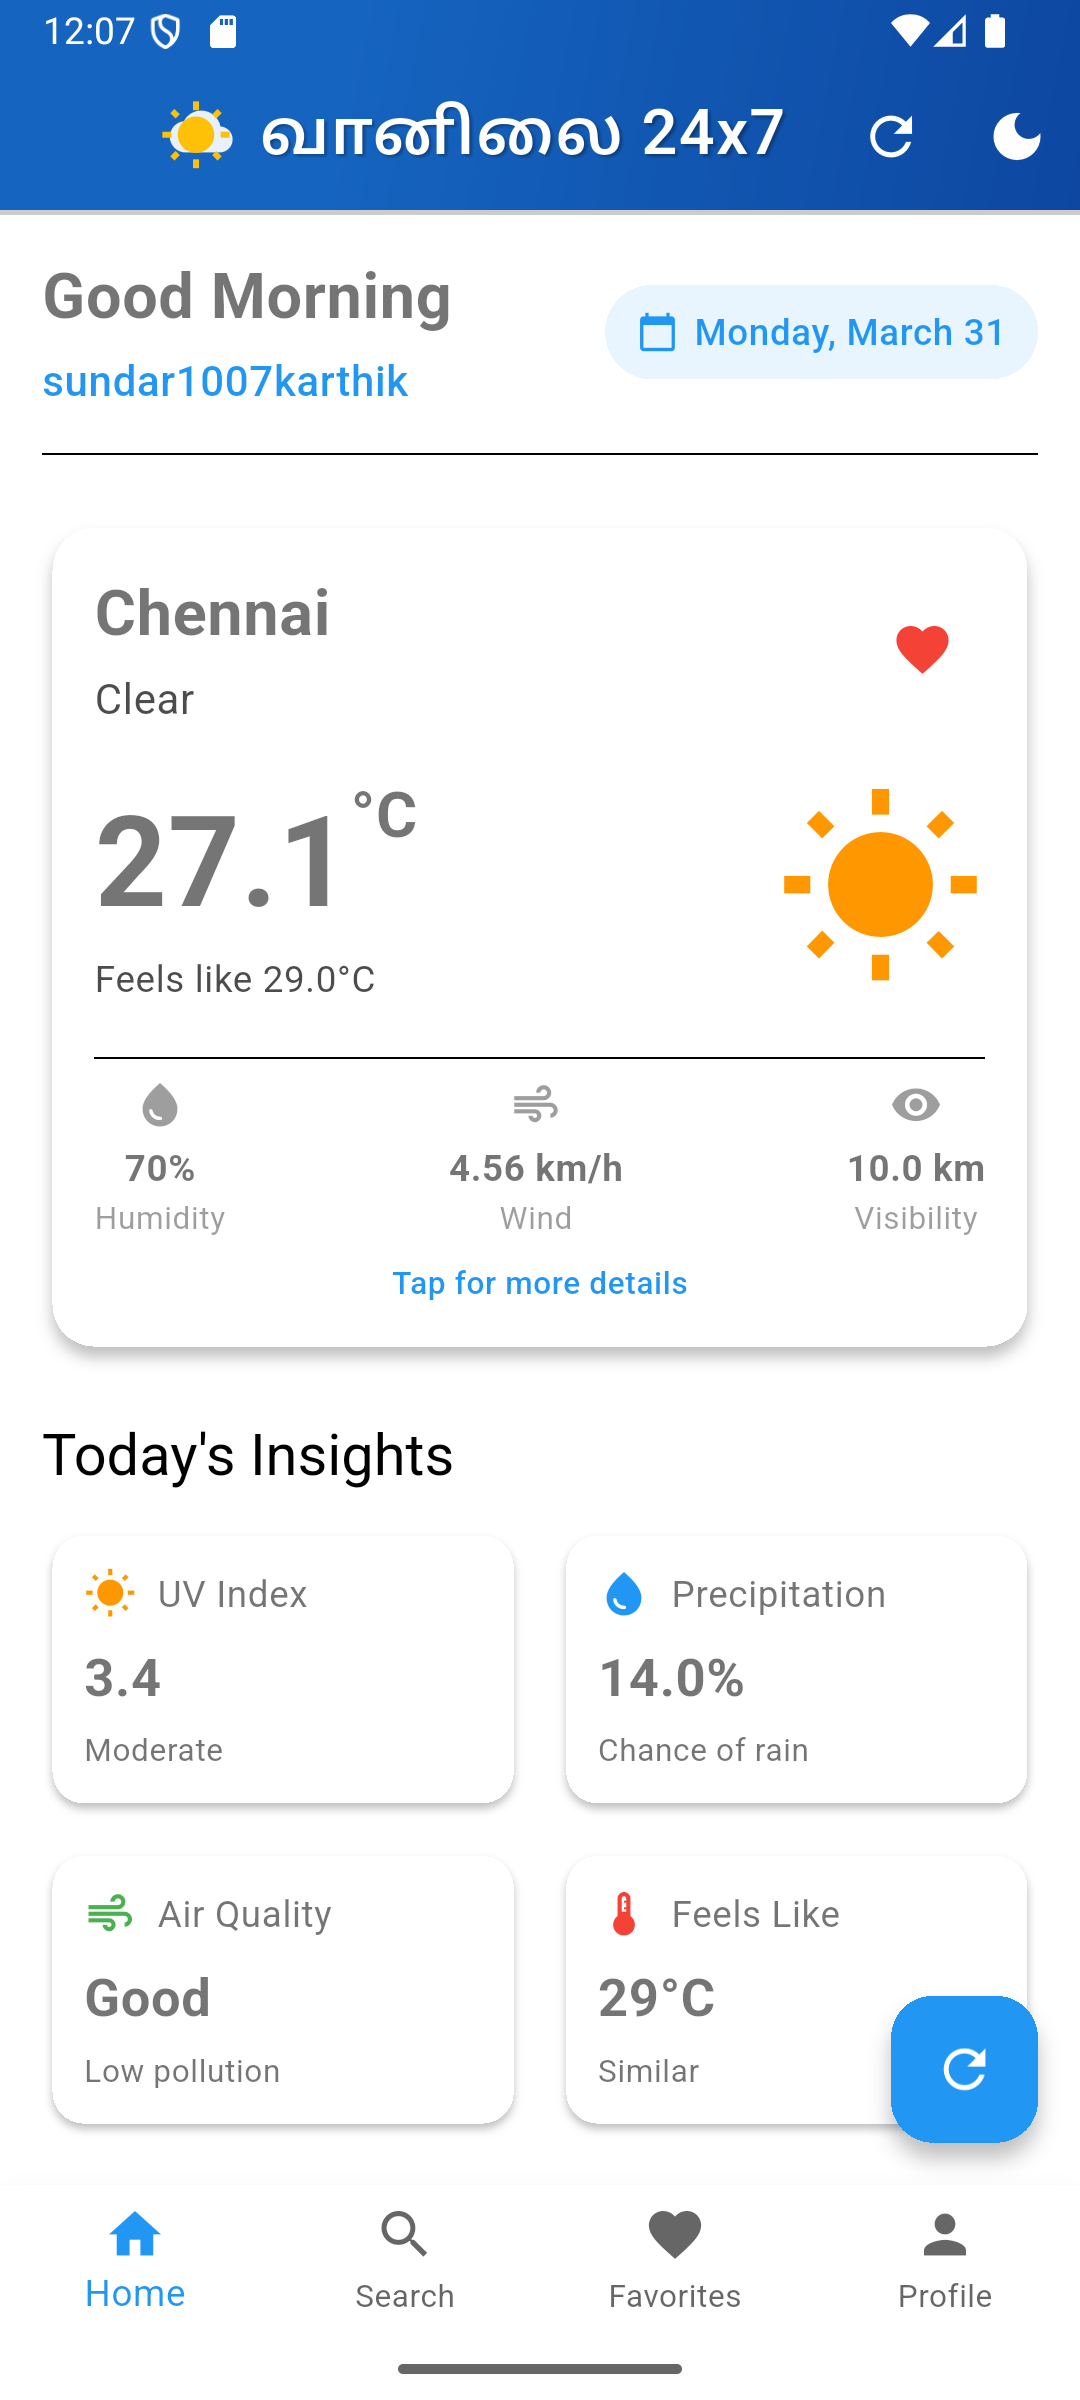 12:07
வானிலை 24x7
Good Morning
sundar1007karthik
Monday, March 31
Chennai
Clear
27.1 °C
Feels like 29.0°C
70% 4.56 km/h 10.0 km
Humidity Wind Visibility
Tap for more details
Today's Insights
UV Index
3.4
Moderate
Precipitation
14.0%
Chance of rain
Air Quality
Good
Low pollution
Feels Like
29°C
Similar
Home Search Favorites Profile